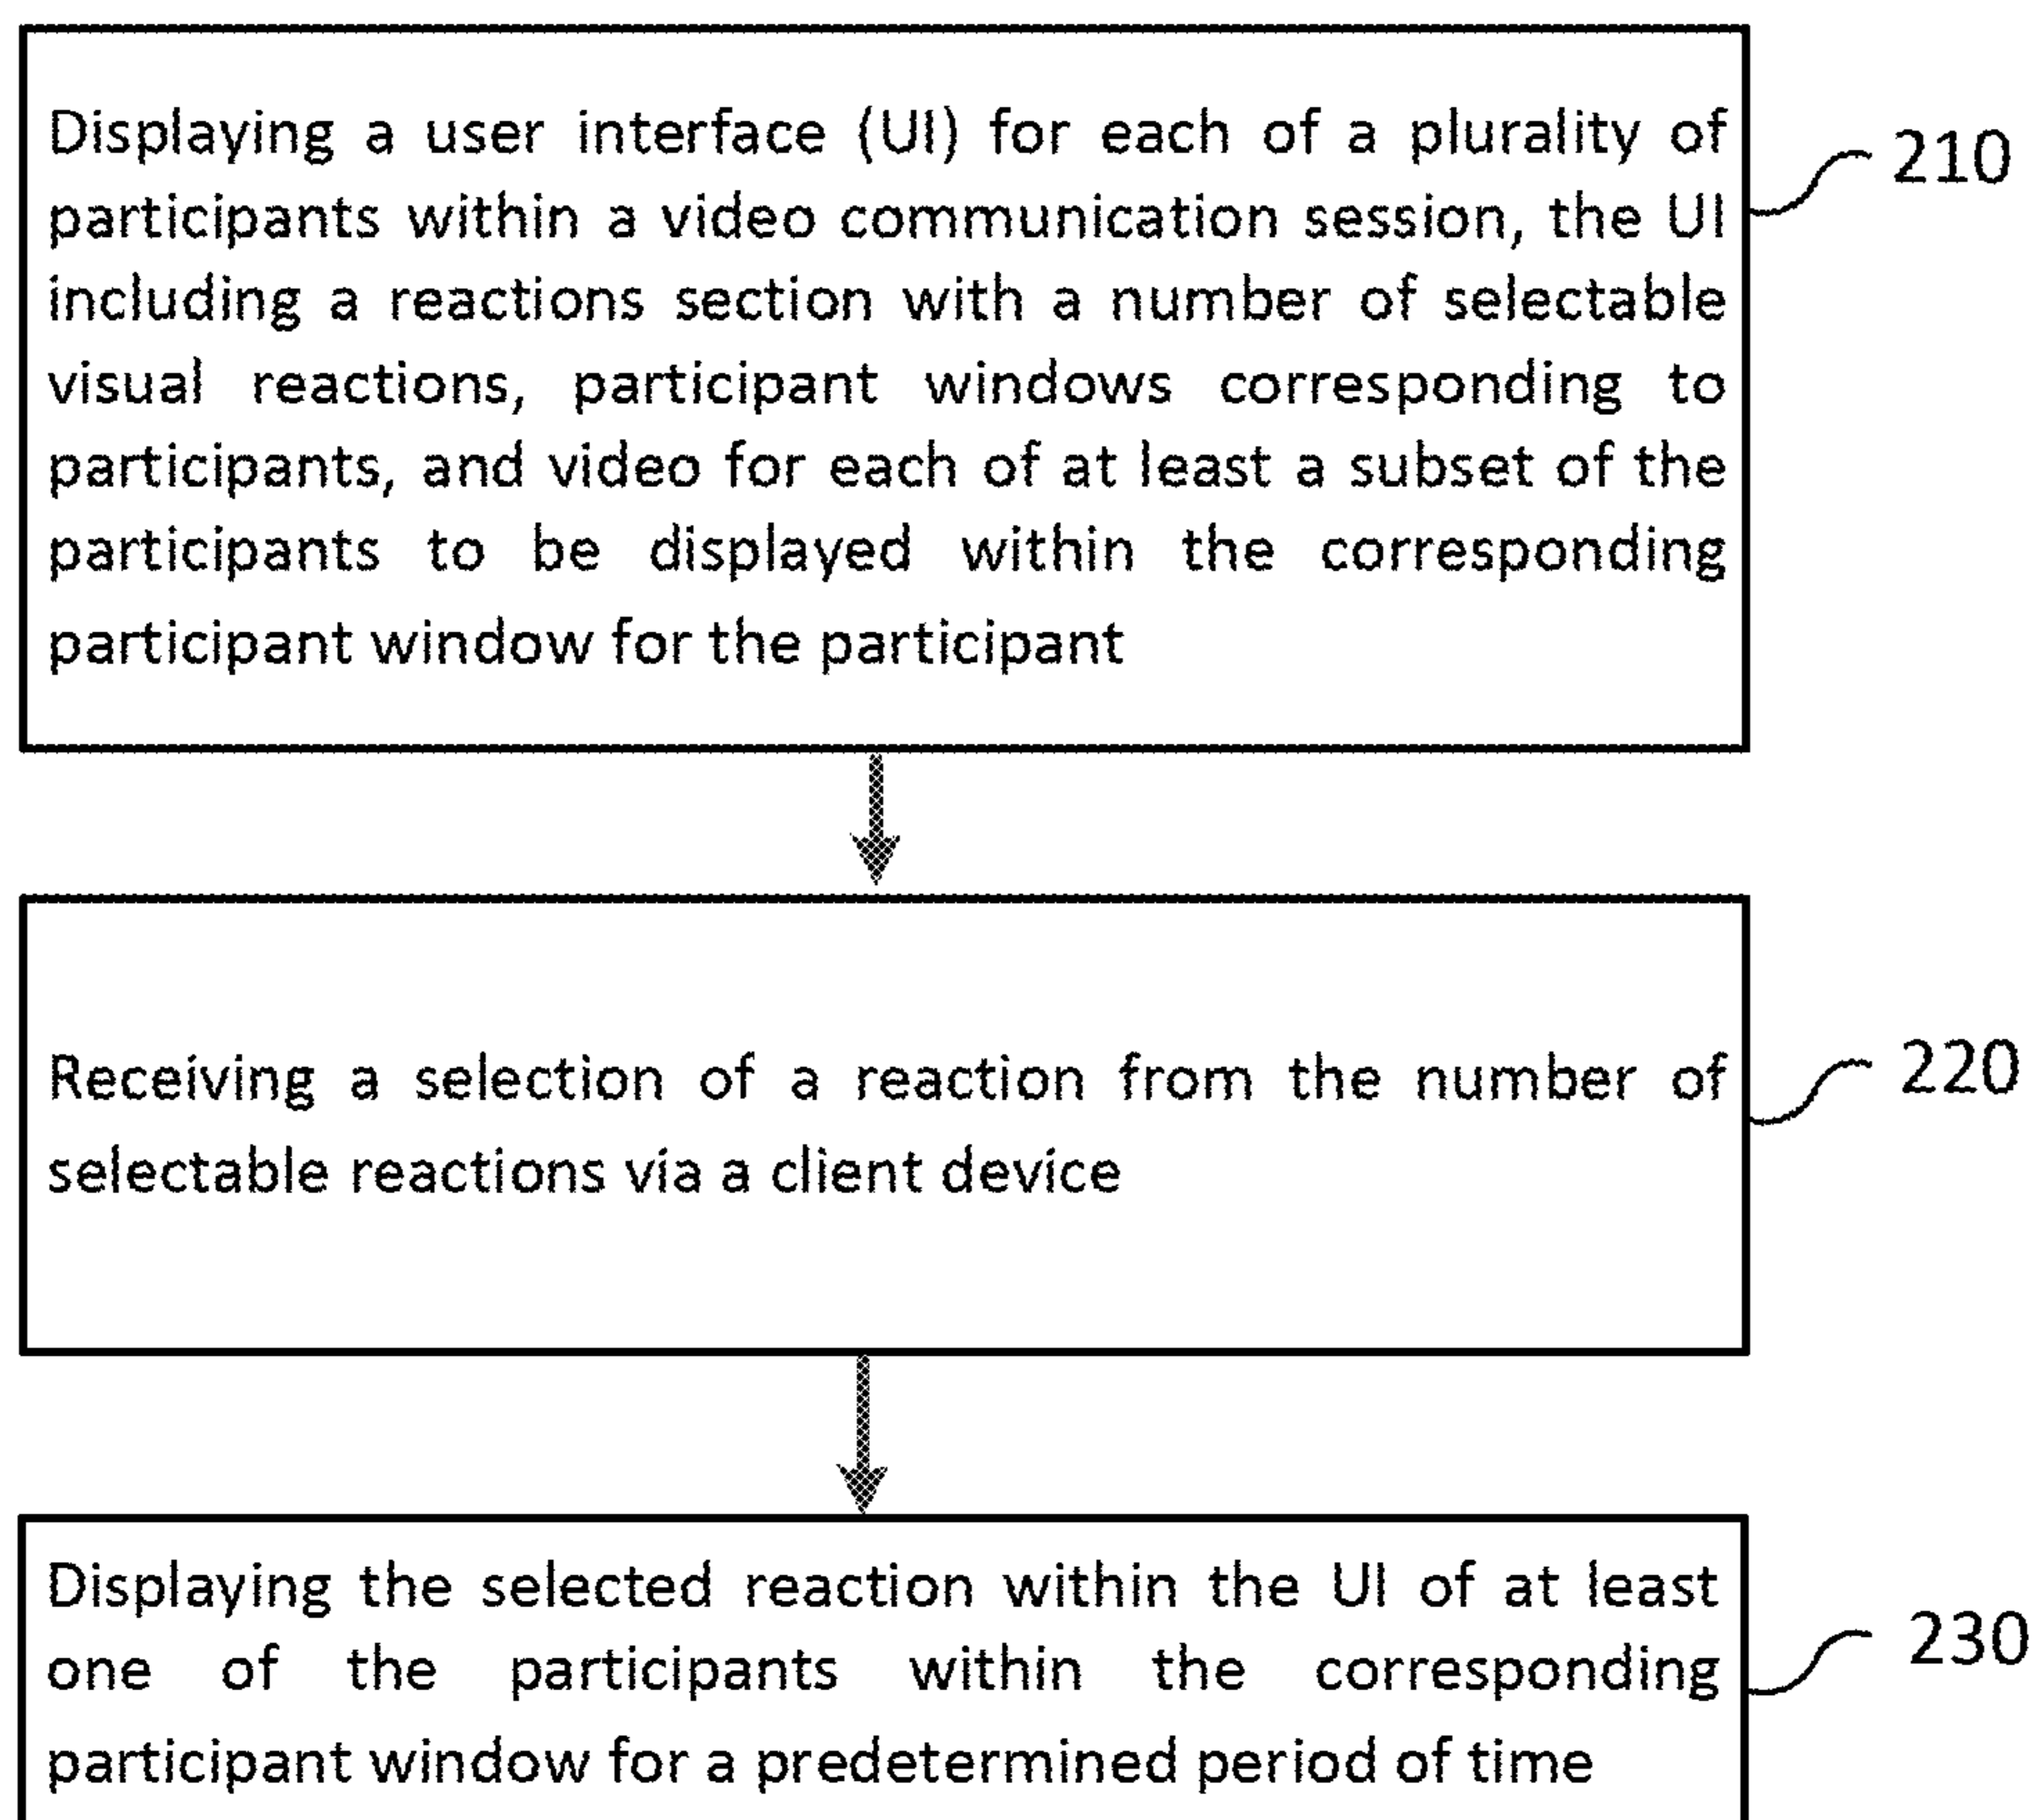 Displaying a user interface (UI) for each of a plurality of
participants within a video communication session, the UI
including a reactions section with a number of selectable
visual reactions, participant windows corresponding to
participants, and video for each of at least a subset of the
participants to be displayed within the corresponding
participant window for the participant
210
Receiving a selection of a reaction from the number of
selectable reactions via a client device
220
Displaying the selected reaction within the UI of at least
one of the participants within the corresponding
participant window for a predetermined period of time
230